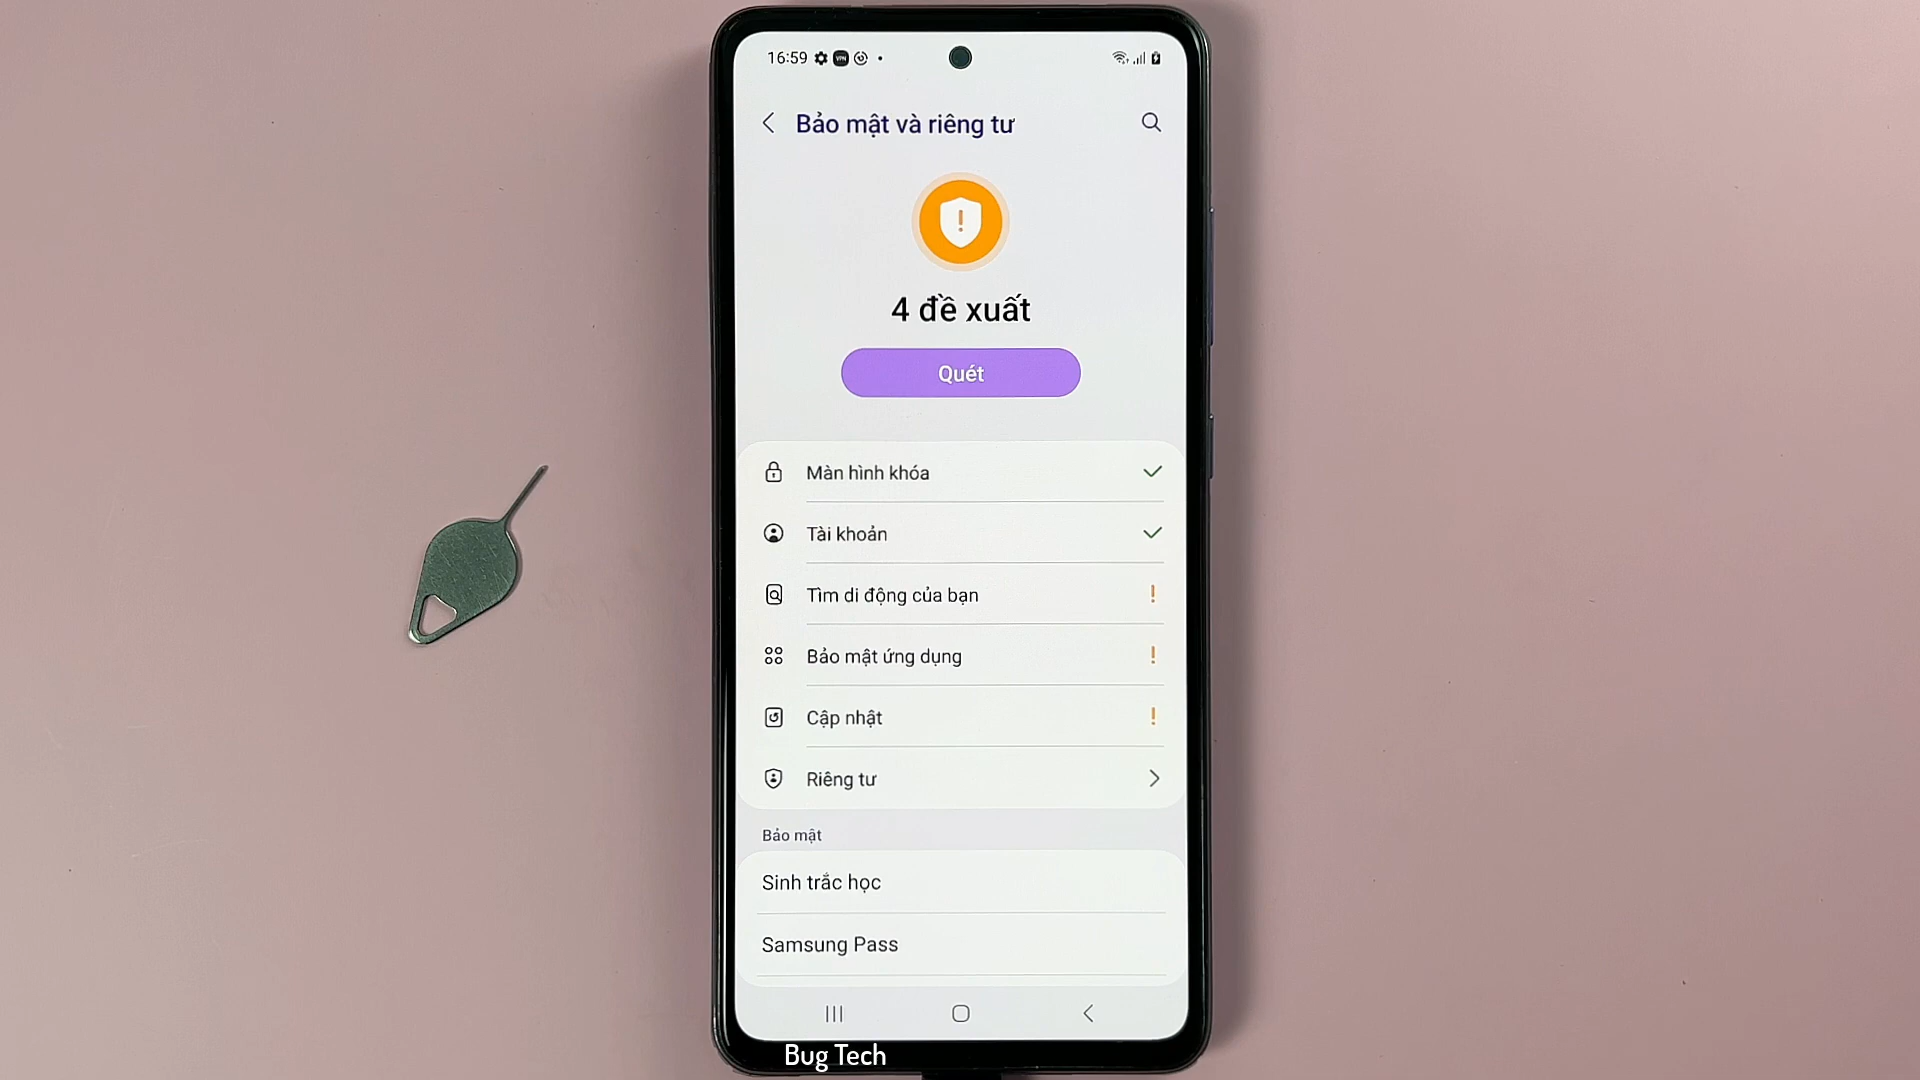 16:59
Bảo mật và riêng tư
4 đề xuất
Quét
Màn hình khóa
Tài khoản
Tìm di động của bạn
Bảo mật ứng dụng
Cập nhật
Riêng tư
Bảo mật
Sinh trắc học
Samsung Pass
Bug Tech